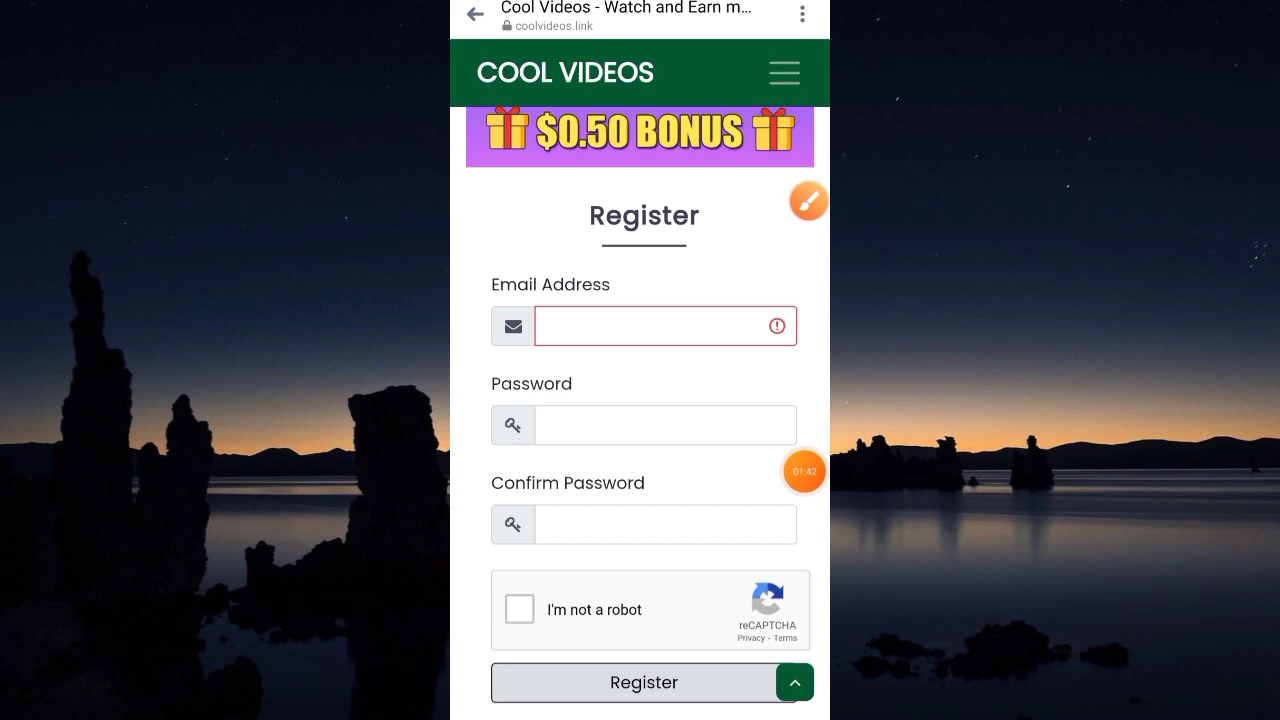 Cool Videos - Watch and Earn m...
coolvideos.link
COOL VIDEOS
$0.50 BONUS
Register
Email Address
Password
01:42
Confirm Password
I'm not a robot
reCAPTCHA
Privacy - Terms
Register